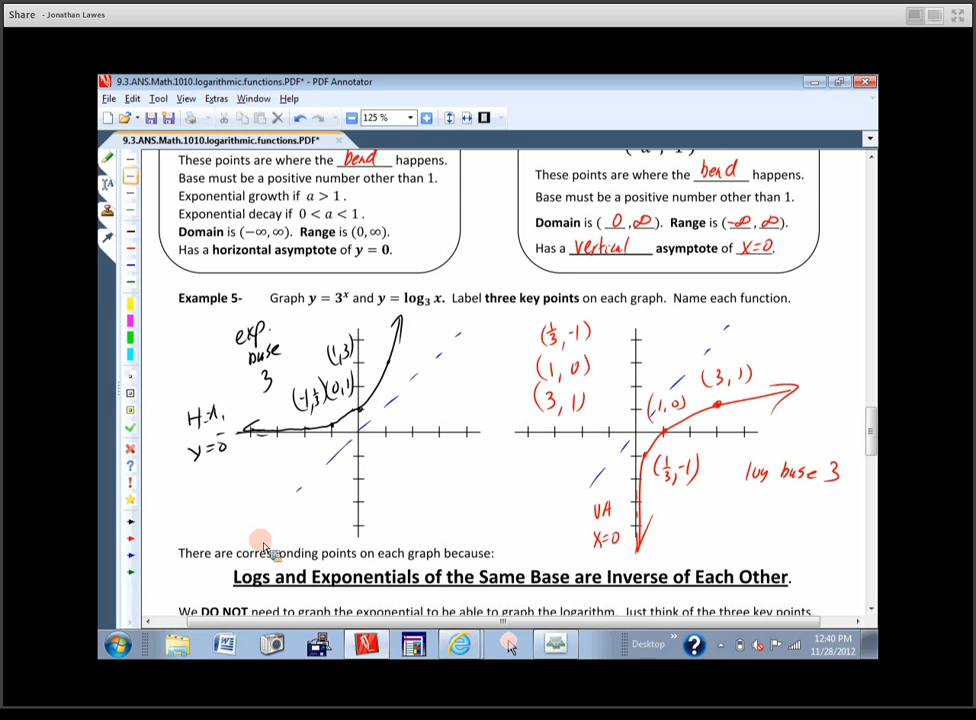 Share - Jonathan Lawes
9.3.ANS.Math.1010.logarithmic.functions.PDF* - PDF Annotator
File Edit Tool View Extras Window Help
125 %
9.3.ANS.Math.1010.logarithmic.functions.PDF*
These points are where the bend happens.
Base must be a positive number other than 1.
Exponential growth if a > 1.
Exponential decay if 0 < a < 1.
Domain is (−∞, ∞). Range is (0, ∞).
Has a horizontal asymptote of y = 0.
These points are where the bend happens.
Base must be a positive number other than 1.
Domain is ( 0 , ∞ ). Range is ( -∞ , ∞ ).
Has a vertical asymptote of x=0.
Example 5- Graph y = 3ˣ and y = log₃ x. Label three key points on each graph. Name each function.
exp.
base
3
(1,3)
(-1,⅓)(0,1)
H.A.
y=0
(⅓,-1)
(1, 0)
(3, 1)
(3, 1)
(1,0)
(⅓,-1)
log base 3
VA
X=0
There are corresponding points on each graph because:
Logs and Exponentials of the Same Base are Inverse of Each Other.
We DO NOT need to graph the exponential to be able to graph the logarithm. Just think of the three key points
Desktop
12:40 PM
11/28/2012